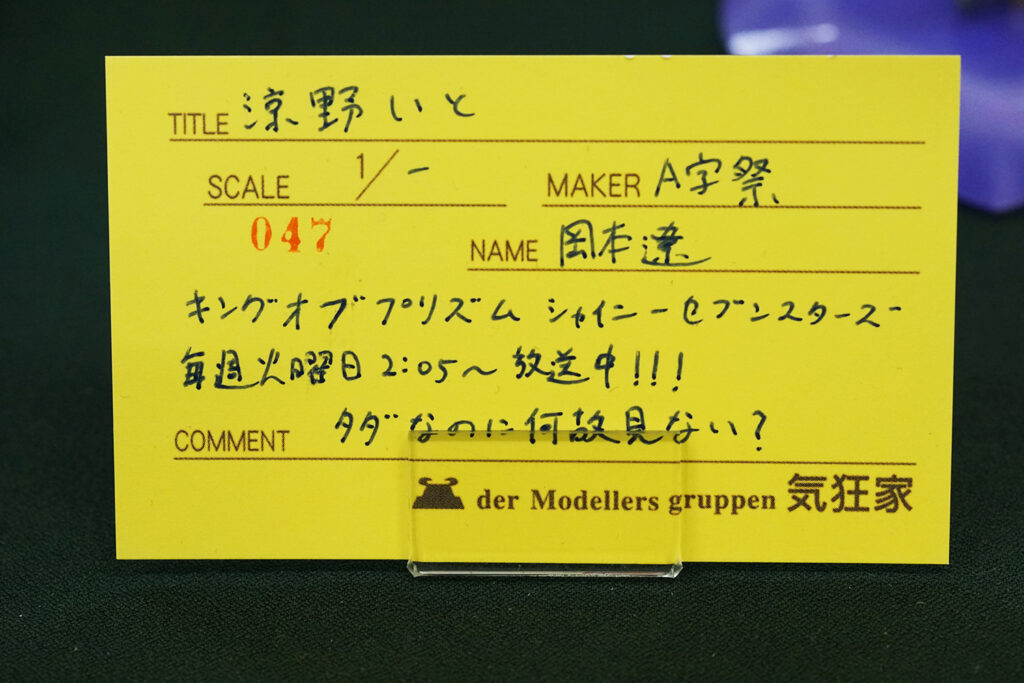 TITLE 涼野いと
SCALE 1/-
MAKER A字祭
047
NAME 岡本遼
キングオブプリズム シャイニーセブンスターズ
毎週火曜日2:05～放送中!!!
COMMENT タダなのに何故見ない?
der Modellers gruppen 気狂家